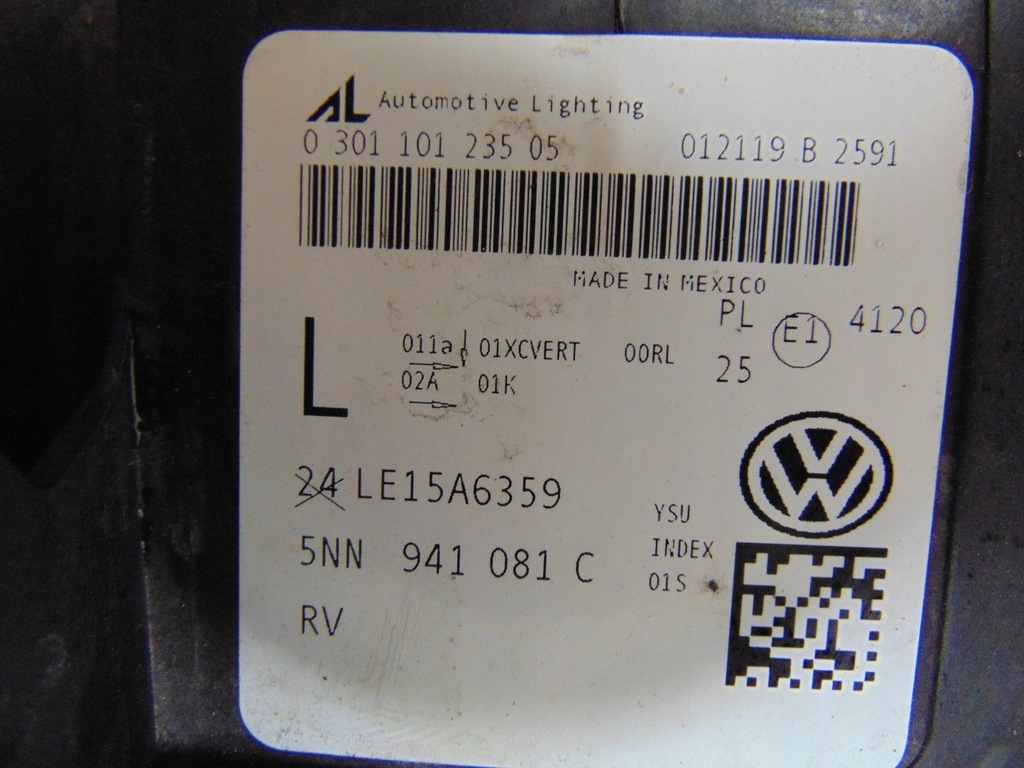 AL Automotive Lighting
0 301 101 235 05 012119 B 2591
MADE IN MEXICO
L 011a 01XCVERT 00RL PL E1 4120
02A 01K 25
24 LE15A6359
YSU
5NN 941 081 C INDEX
01S
RV